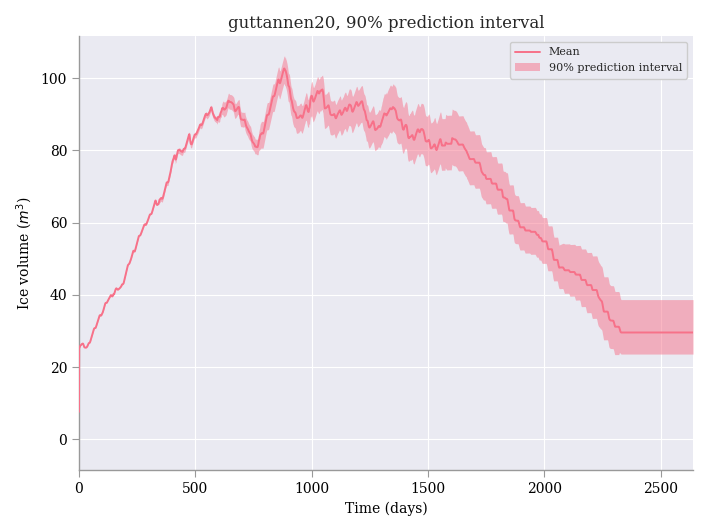 guttannen20, 90% prediction interval
Mean
90% prediction interval
Ice volume (m³)
100
80
60
40
20
0
0 500 1000 1500 2000 2500
Time (days)